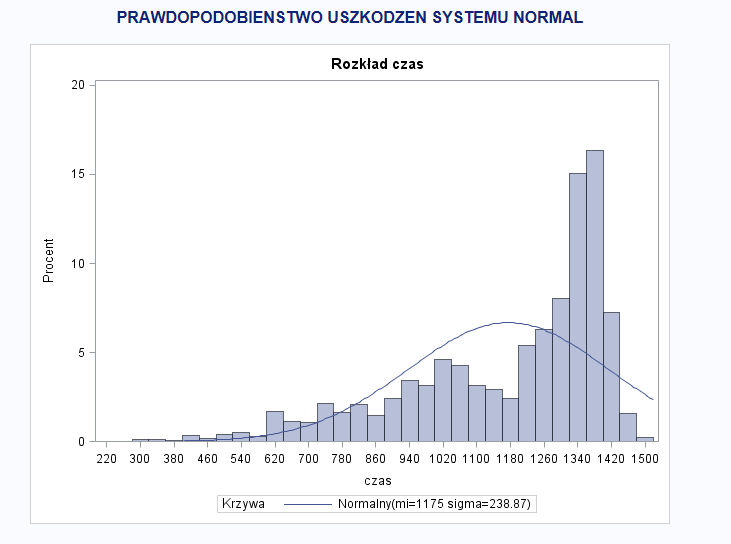 PRAWDOPODOBIENSTWO USZKODZEN SYSTEMU NORMAL
Rozkład czas
20
15
10
5
0
Procent
220 300 380 460 540 620 700 780 860 940 1020 1100 1180 1260 1340 1420 1500
czas
Krzywa Normalny(mi=1175 sigma=238.87)